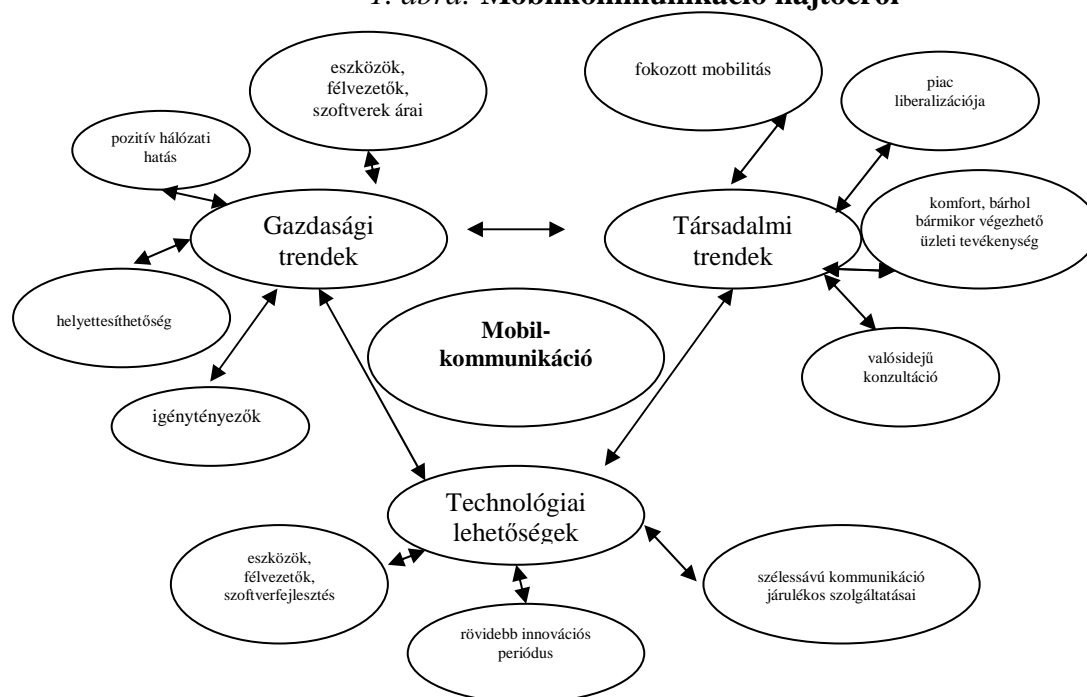 1. ábra: Mobilkommunikáció hajtóerői
eszközök,
félvezetők,
szoftverek árai
fokozott mobilitás
piac
liberalizációja
pozitív hálózati
hatás
Gazdasági
trendek
Társadalmi
trendek
komfort, bárhol
bármikor végezhető
üzleti tevékenység
helyettesíthetőség
Mobil-
kommunikáció
valósidejű
konzultáció
igénytényezők
Technológiai
lehetőségek
eszközök,
félvezetők,
szoftverfejlesztés
szélessávú kommunikáció
járulékos szolgáltatásai
rövidebb innovációs
periódus